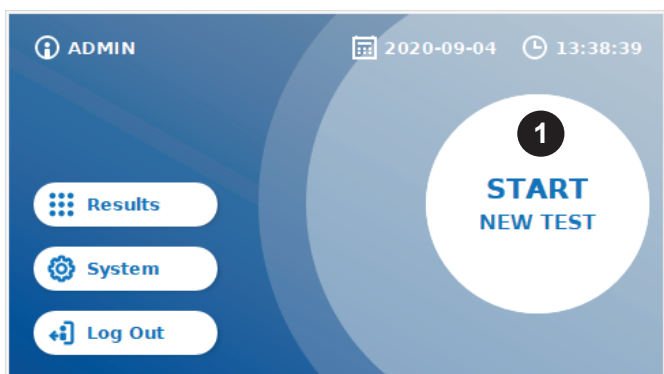 ADMIN
2020-09-04
13:38:39
1
START
NEW TEST
Results
System
Log Out